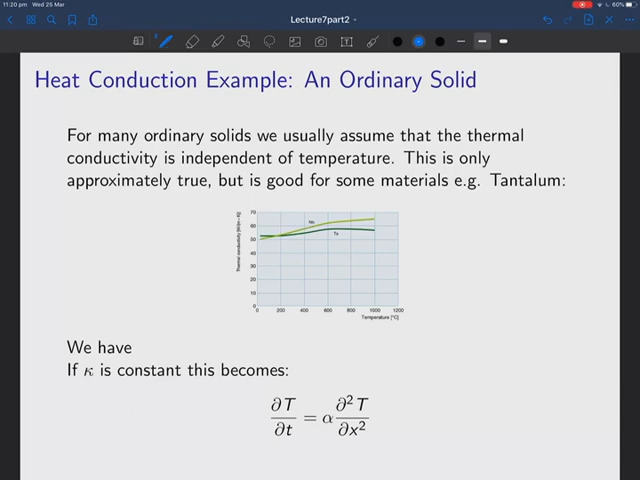 11:20 pm Wed 25 Mar
60%
Lecture7part2
Heat Conduction Example: An Ordinary Solid
For many ordinary solids we usually assume that the thermal
conductivity is independent of temperature. This is only
approximately true, but is good for some materials e.g. Tantalum:
Thermal conductivity [W/(m · K)]
70
60
50
40
30
20
10
0
Nb
Ta
0 200 400 600 800 1000 1200
Temperature [°C]
We have
If κ is constant this becomes:
∂T/∂t = α ∂²T/∂x²